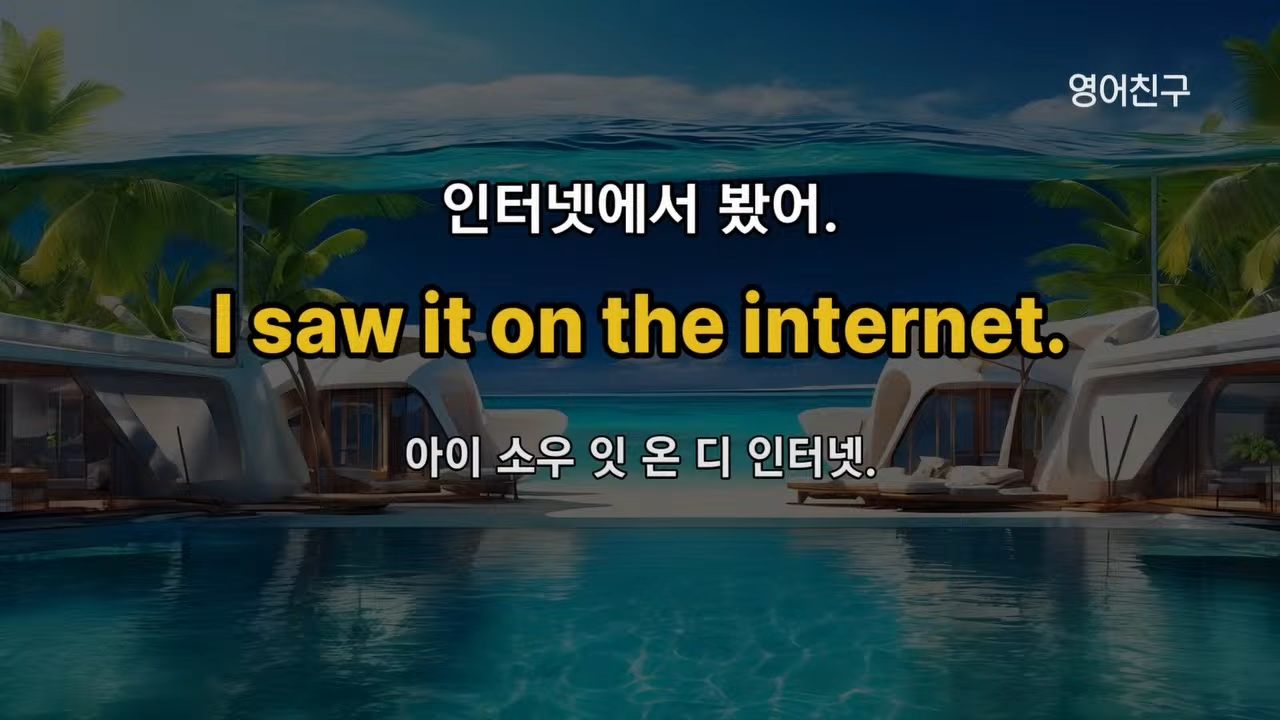 영어친구
인터넷에서 봤어.
I saw it on the internet.
아이 소우 잇 온 디 인터넷.